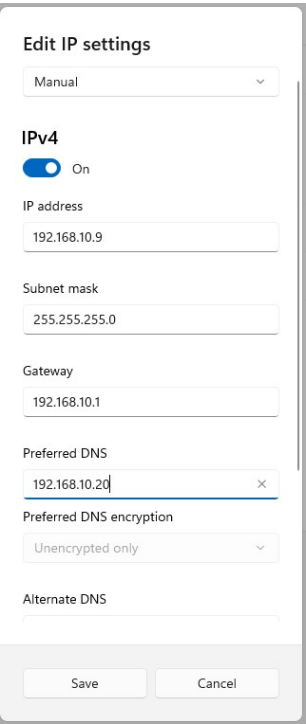 Edit IP settings
Manual
IPv4
On
IP address
192.168.10.9
Subnet mask
255.255.255.0
Gateway
192.168.10.1
Preferred DNS
192.168.10.20
Preferred DNS encryption
Unencrypted only
Alternate DNS
Save Cancel